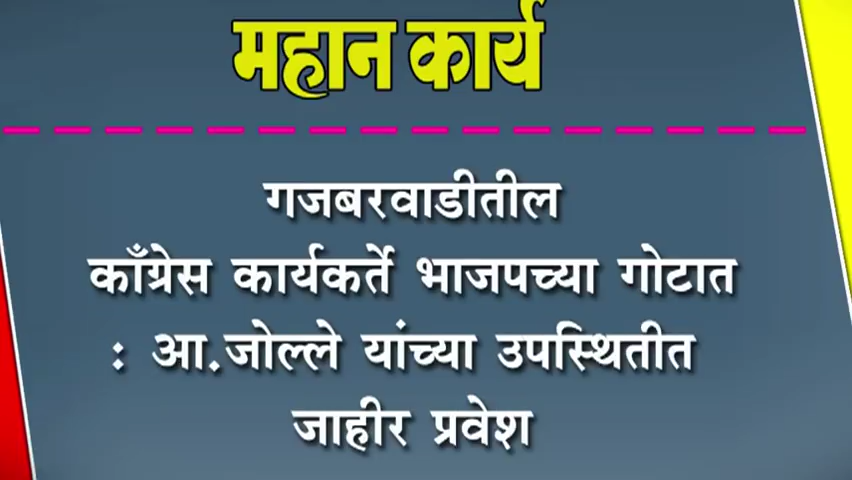 महान कार्य
गजबरवाडीतील
काँग्रेस कार्यकर्ते भाजपच्या गोटात
: आ.जोल्ले यांच्या उपस्थितीत
जाहीर प्रवेश